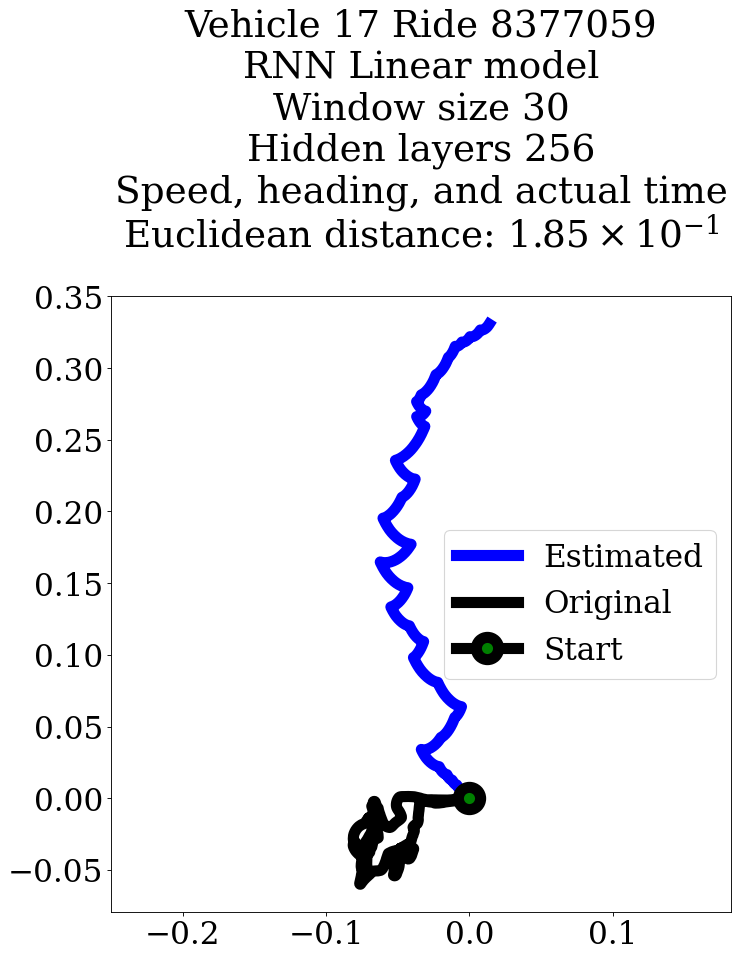 Vehicle 17 Ride 8377059
RNN Linear model
Window size 30
Hidden layers 256
Speed, heading, and actual time
Euclidean distance: 1.85 × 10⁻¹
0.35
0.30
0.25
0.20
0.15
0.10
0.05
0.00
−0.05
Estimated
Original
Start
−0.2
−0.1
0.0
0.1